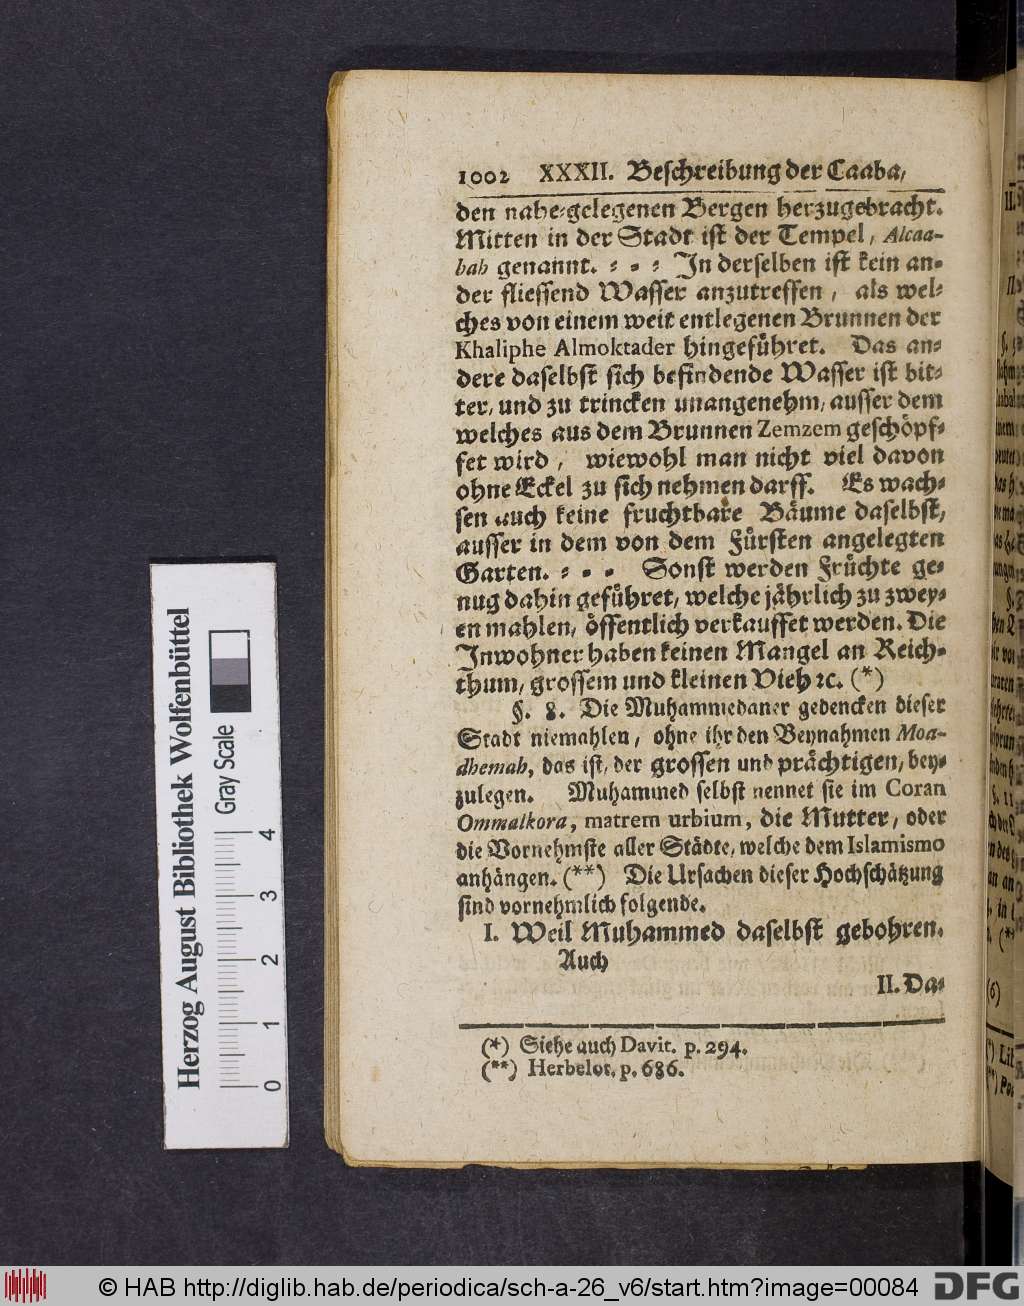 1002 XXXII. Beschreibung der Caaba,
den nahe-gelegenen Bergen herzugebracht.
Mitten in der Stadt ist der Tempel, Alcaa-
bah genannt. - - - In derselben ist kein an-
der fliessend Wasser anzutreffen, als wel-
ches von einem weit entlegenen Brunnen der
Khaliphe Almoktader hingeführet. Das an-
dere daselbst sich befindende Wasser ist bit-
ter, und zu trincken unangenehm, ausser dem
welches aus dem Brunnen Zemzem geschöpf-
fet wird, wiewohl man nicht viel davon
ohne Eckel zu sich nehmen darff. Es wach-
sen auch keine fruchtbare Bäume daselbst,
ausser in dem von dem Fürsten angelegten
Garten. - - - Sonst werden Früchte ge-
nug dahin geführet, welche jährlich zu zwey-
en mahlen, öffentlich verkauffet werden. Die
Inwohner haben keinen Mangel an Reich-
thum, grossem und kleinen Vieh ꝛc. (*)
§. 8. Die Muhammedaner gedencken dieser
Stadt niemahlen, ohne ihr den Beynahmen Moa-
dhemah, das ist, der grossen und prächtigen, bey-
zulegen. Muhammed selbst nennet sie im Coran
Ommalkora, matrem urbium, die Mutter, oder
die Vornehmste aller Städte, welche dem Islamismo
anhängen. (**) Die Ursachen dieser Hochschätzung
sind vornehmlich folgende.
I. Weil Muhammed daselbst gebohren.
Auch
II. Da-
(*) Siehe auch Davit. p. 294.
(**) Herbelot. p. 686.
Herzog August Bibliothek Wolfenbüttel
Gray Scale
0 1 2 3 4
© HAB http://diglib.hab.de/periodica/sch-a-26_v6/start.htm?image=00084
DFG